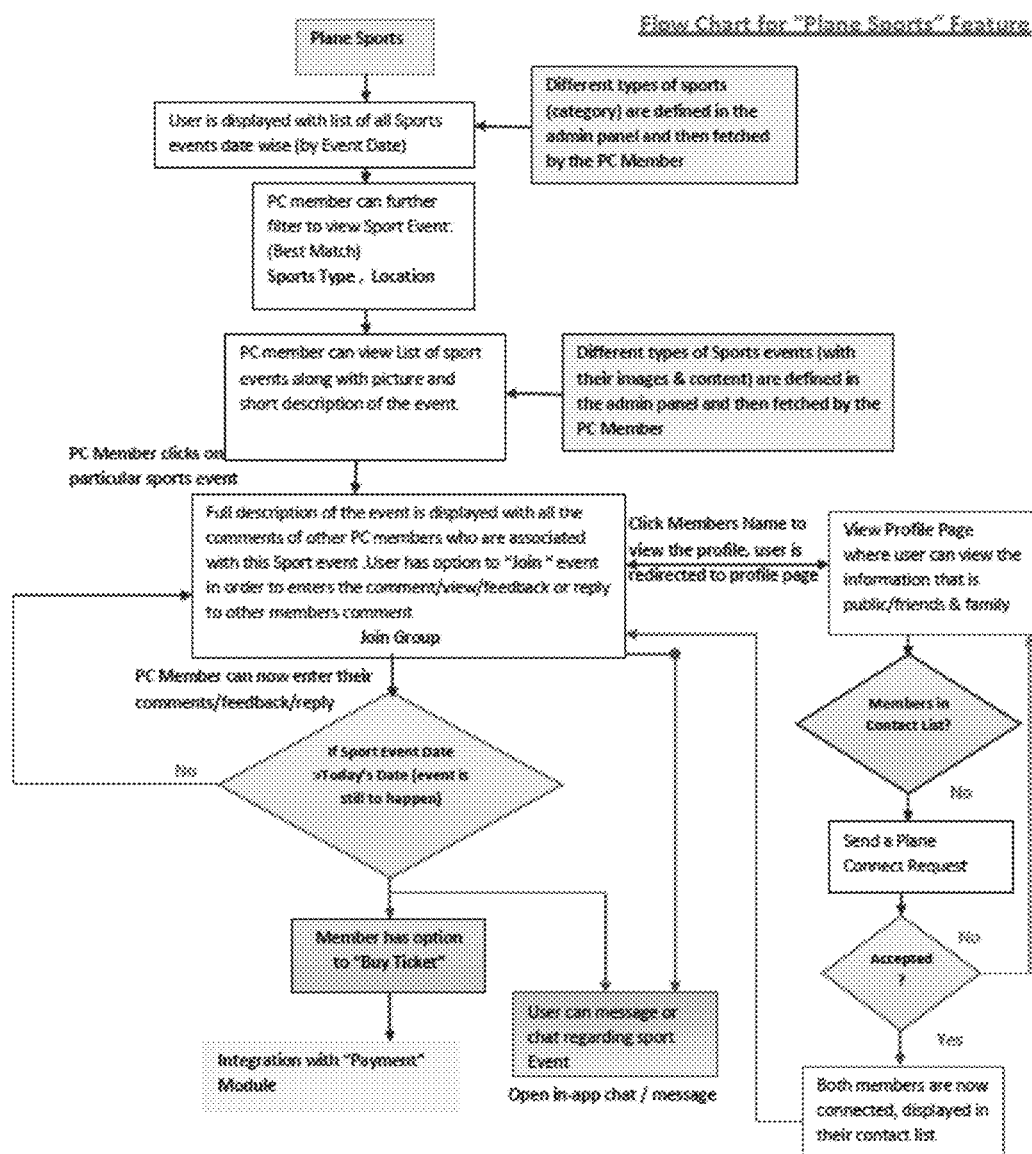 Flow Chart for "Plane Sports" Feature
Plane Sports
Different types of sports
(category) are defined in the
admin panel and then fetched
by the PC Member
User is displayed with list of all Sports
events date wise (by Event Date)
PC member can further
filter to view Sport Event.
(Best Match)
Sports Type , Location
PC member can view List of sport
events along with picture and
short description of the event.
Different types of Sports events (with
their images & content) are defined in
the admin panel and then fetched by the
PC Member
PC Member clicks on
particular sports event
Full description of the event is displayed with all the
comments of other PC members who are associated
with this Sport event .User has option to "Join " event
in order to enters the comment/view/feedback or reply
to other members comment
Join Group
Click Members Name to
view the profile, user is
redirected to profile page
View Profile Page
where user can view the
information that is
public/friends & family
PC Member can now enter their
comments/feedback/reply
Members in
Contact List?
If Sport Event Date
>Today's Date (event is
still to happen)
No
No
Send a Plane
Connect Request
Member has option
to "Buy Ticket"
Accepted
?
No
User can message or
chat regarding sport
Event
Yes
Integration with "Payment"
Module
Open in-app chat / message
Both members are now
connected, displayed in
their contact list.